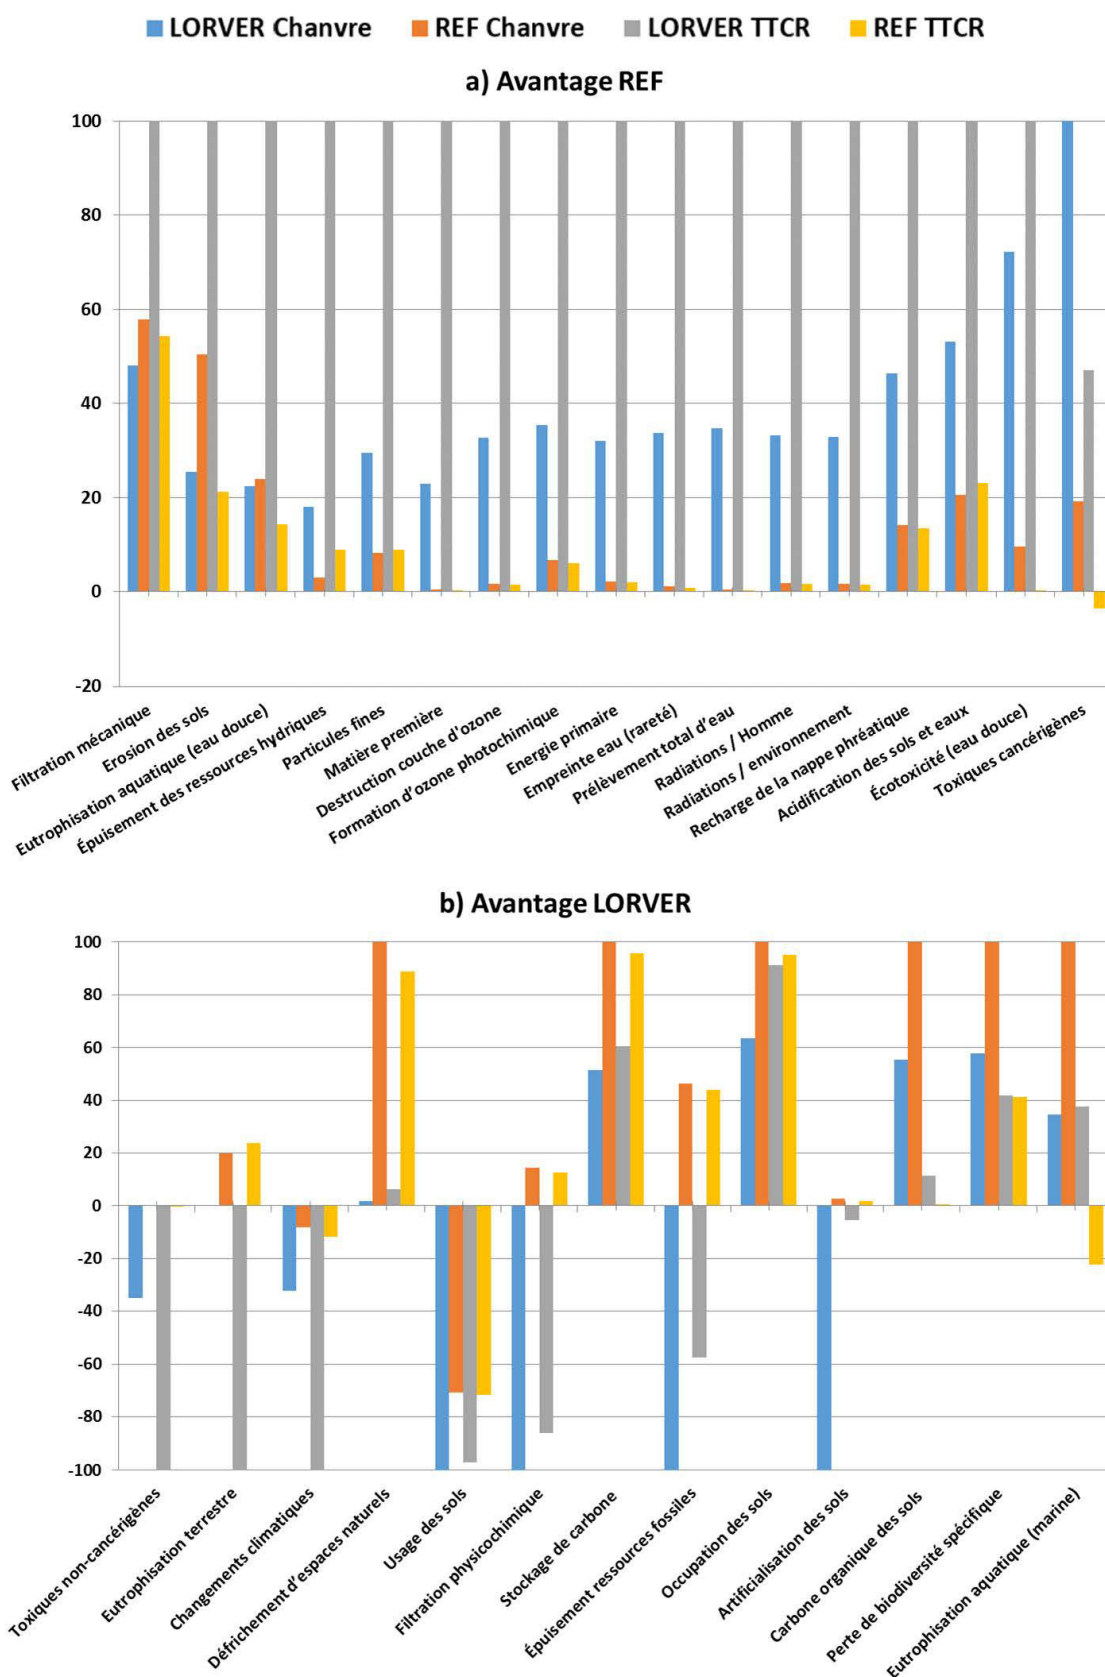 LORVER Chanvre REF Chanvre LORVER TTCR REF TTCR
a) Avantage REF
100
80
60
40
20
0
-20
Filtration mécanique
Erosion des sols
Eutrophisation aquatique (eau douce)
Épuisement des ressources hydriques
Particules fines
Matière première
Destruction couche d'ozone
Formation d'ozone photochimique
Energie primaire
Empreinte eau (rareté)
Prélèvement total d'eau
Radiations / Homme
Radiations / environnement
Recharge de la nappe phréatique
Acidification des sols et eaux
Écotoxicité (eau douce)
Toxiques cancérigènes
b) Avantage LORVER
100
80
60
40
20
0
-20
-40
-60
-80
-100
Toxiques non-cancérigènes
Eutrophisation terrestre
Changements climatiques
Défrichement d'espaces naturels
Usage des sols
Filtration physicochimique
Stockage de carbone
Épuisement ressources fossiles
Occupation des sols
Artificialisation des sols
Carbone organique des sols
Perte de biodiversité spécifique
Eutrophisation aquatique (marine)